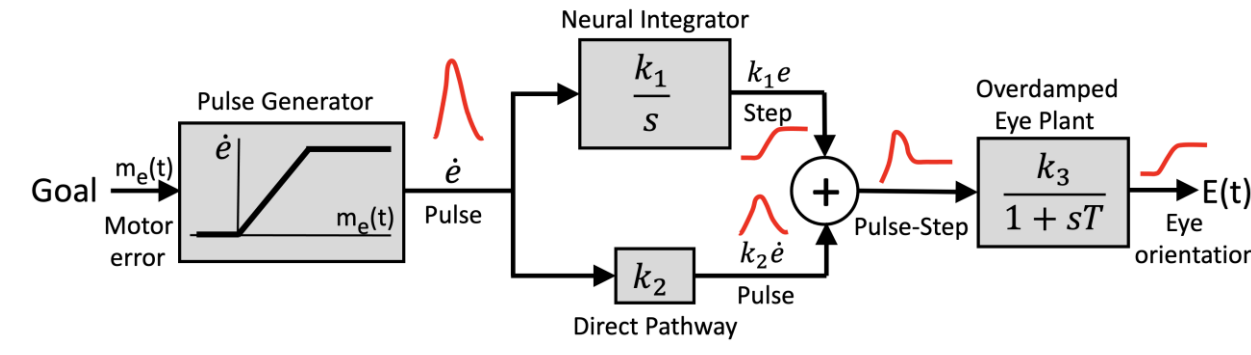 Neural Integrator
k₁
s
k₁e
Step
Pulse Generator
ė
mₑ(t)
Goal
mₑ(t)
Motor
error
ė
Pulse
+
Pulse-Step
Overdamped
Eye Plant
k₃
1 + sT
E(t)
Eye
orientation
k₂
k₂ė
Pulse
Direct Pathway